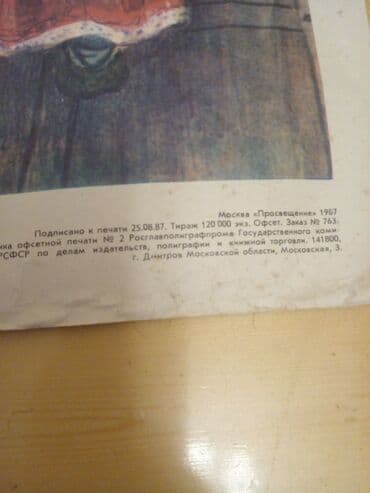 Москва «Просвещение» 1987
Подписано к печати 25.08.87. Тираж 120 000 экз. Офсет. Заказ № 763.
ка офсетной печати № 2 Росглавполиграфпрома Государственного коми-
РСФСР по делам издательств, полиграфии и книжной торговли. 141800,
г. Дмитров Московской области, Московская, 3.